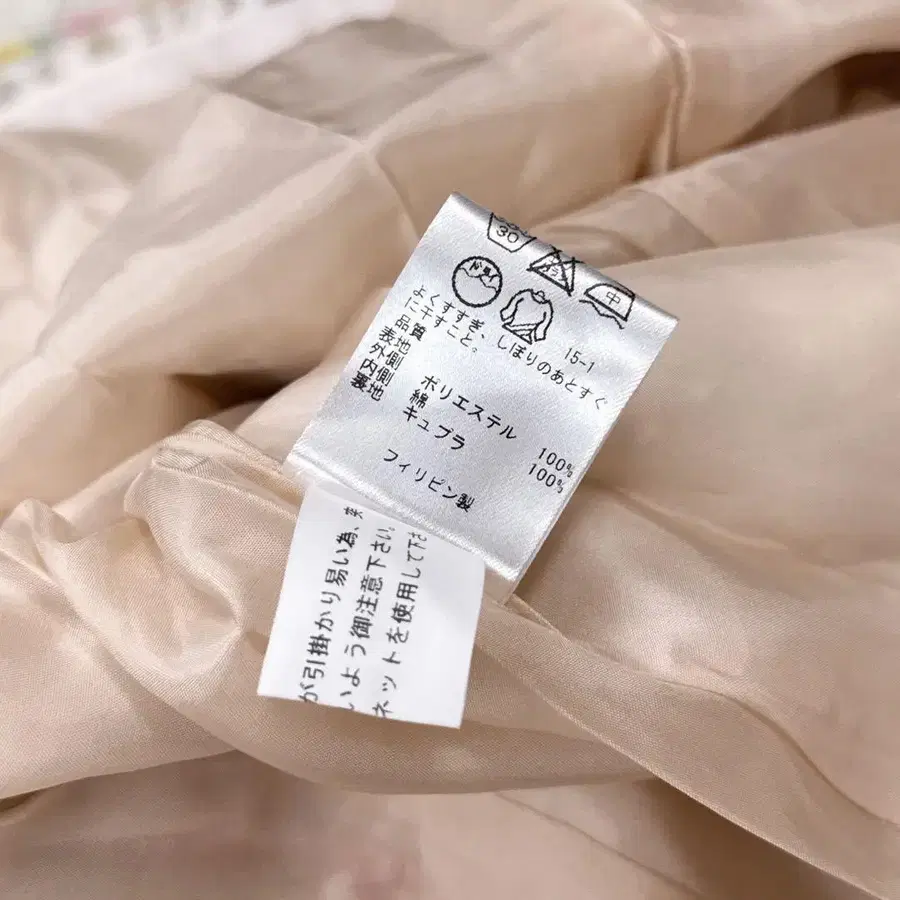 30
中
15-1
よくすすぎ、しぼりのあとすぐ
に干すこと。
品質
表地
外側 ポリエステル 100%
内側 綿 100%
裏地 キュプラ
フィリピン製
が引掛かり易い為、
いよう御注意下さい。
ネットを使用して下さ